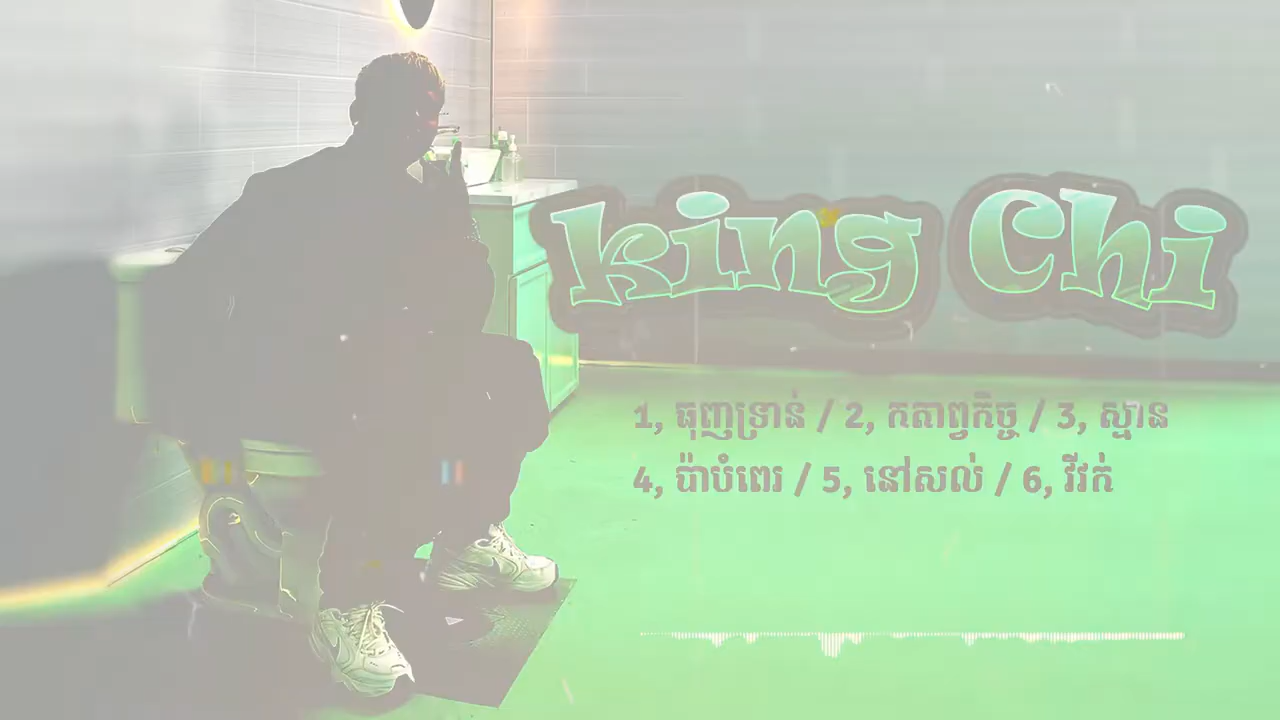 king Chi
1, ធុញទ្រាន់ / 2, កតាព្វកិច្ច / 3, ស្មាន
4, ប៉ាបំពេរ / 5, នៅសល់ / 6, វីវក់